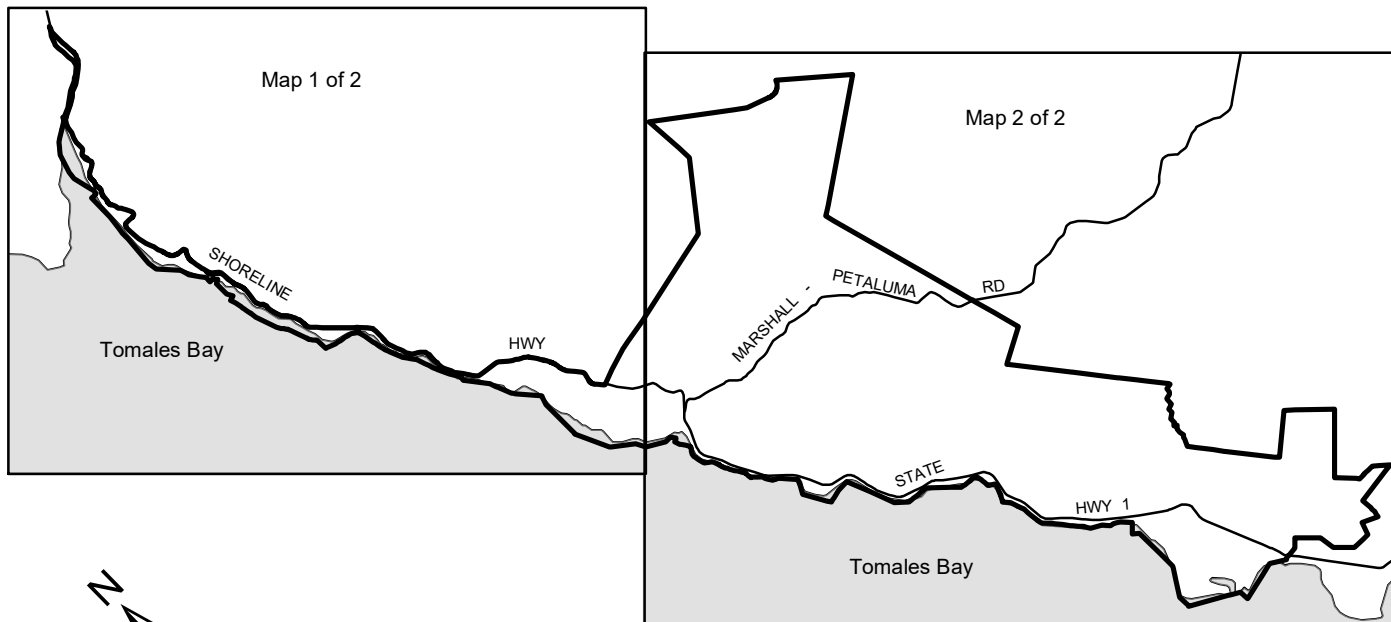 Map 1 of 2
Map 2 of 2
SHORELINE
HWY
MARSHALL - PETALUMA RD
Tomales Bay
STATE
HWY 1
Tomales Bay
N